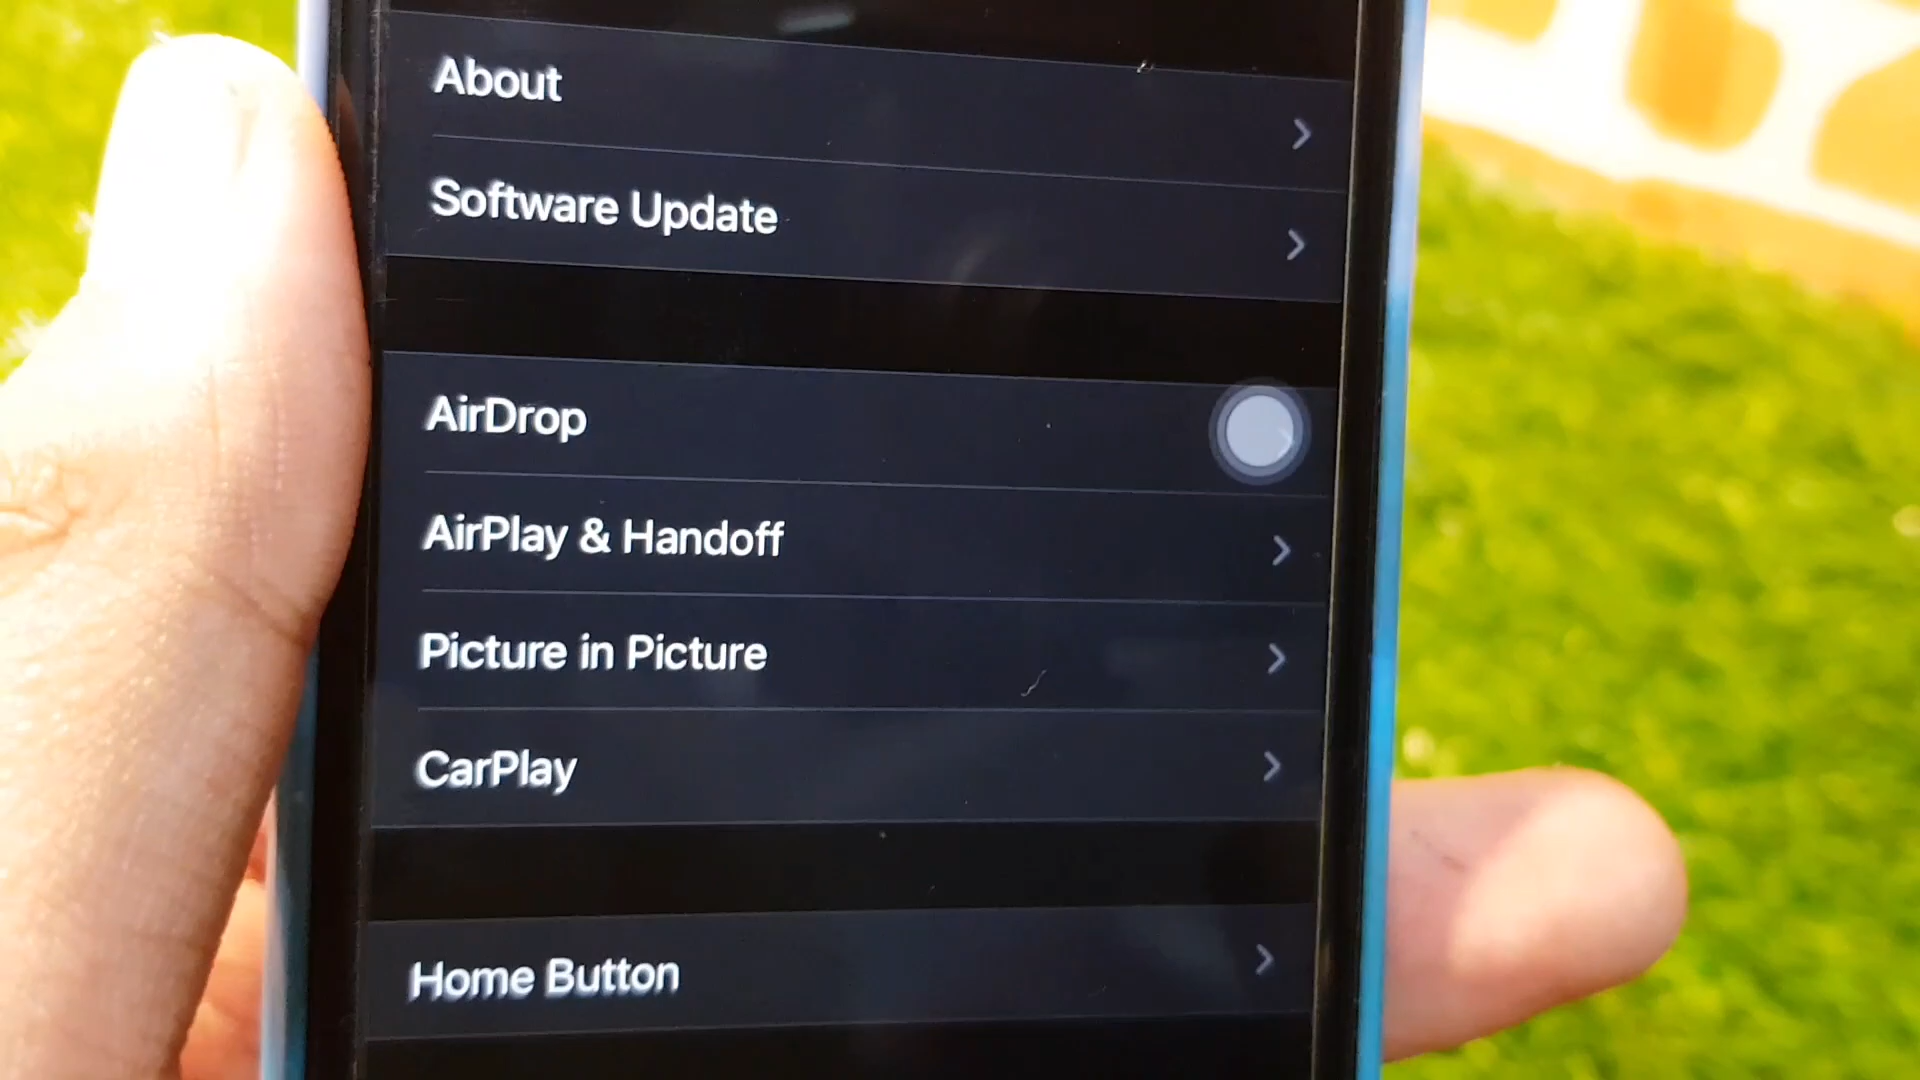 About
Software Update
AirDrop
AirPlay & Handoff
Picture in Picture
CarPlay
Home Button